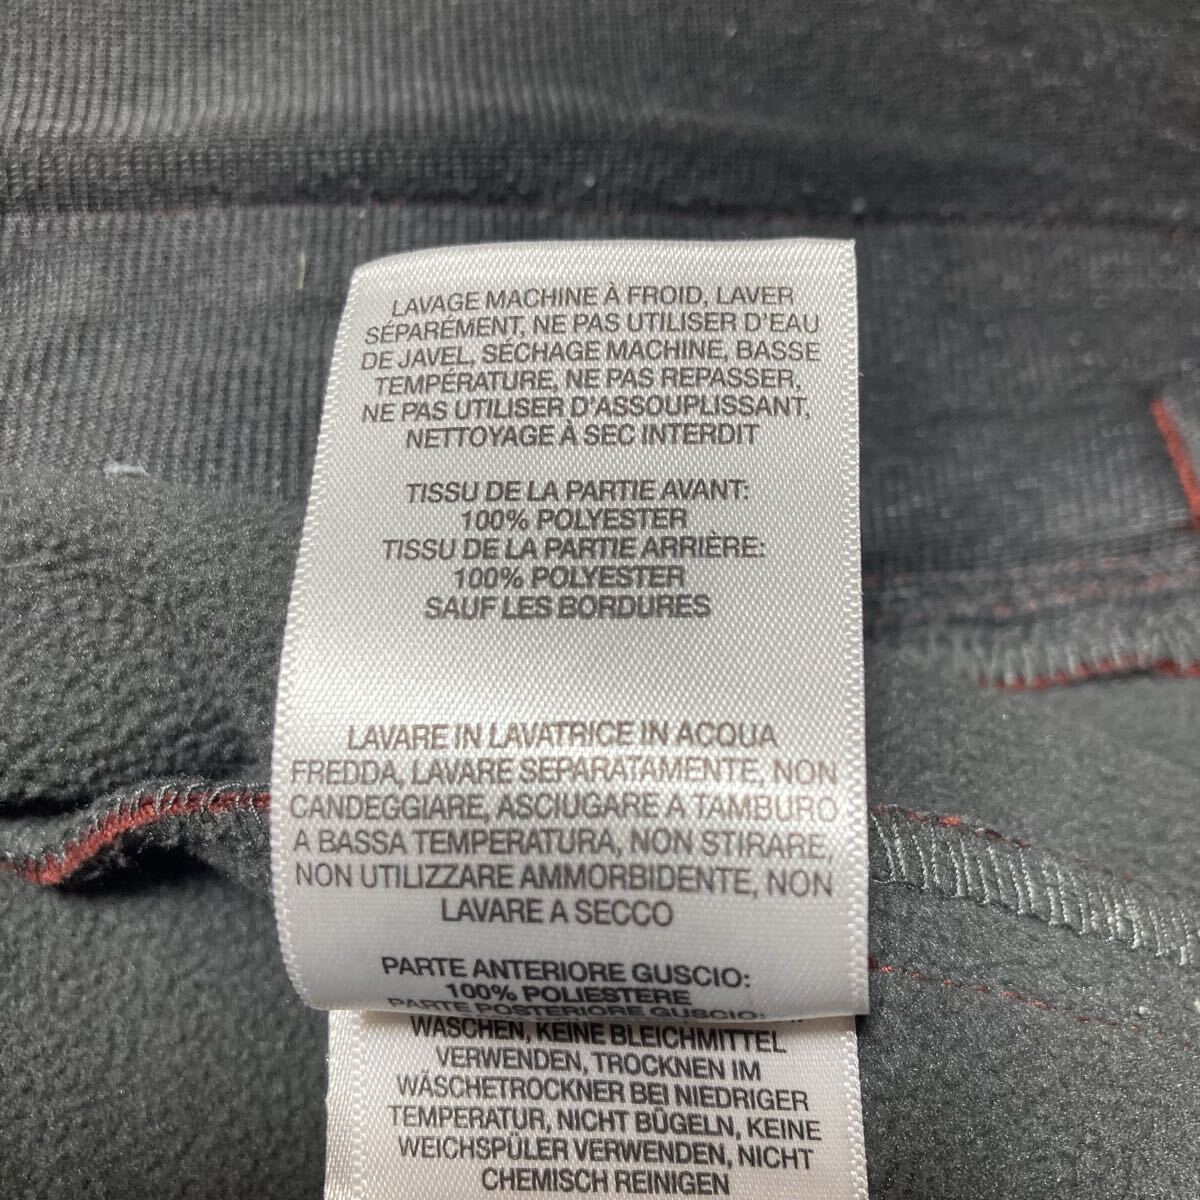 LAVAGE MACHINE À FROID, LAVER
SÉPARÉMENT, NE PAS UTILISER D'EAU
DE JAVEL, SÉCHAGE MACHINE, BASSE
TEMPÉRATURE, NE PAS REPASSER,
NE PAS UTILISER D'ASSOUPLISSANT,
NETTOYAGE À SEC INTERDIT
TISSU DE LA PARTIE AVANT:
100% POLYESTER
TISSU DE LA PARTIE ARRIÈRE:
100% POLYESTER
SAUF LES BORDURES
LAVARE IN LAVATRICE IN ACQUA
FREDDA, LAVARE SEPARATAMENTE, NON
CANDEGGIARE, ASCIUGARE A TAMBURO
A BASSA TEMPERATURA, NON STIRARE,
NON UTILIZZARE AMMORBIDENTE, NON
LAVARE A SECCO
PARTE ANTERIORE GUSCIO:
100% POLIESTERE
PARTE POSTERIORE GUSCIO:
WASCHEN, KEINE BLEICHMITTEL
VERWENDEN, TROCKNEN IM
WÄSCHETROCKNER BEI NIEDRIGER
TEMPERATUR, NICHT BÜGELN, KEINE
WEICHSPÜLER VERWENDEN, NICHT
CHEMISCH REINIGEN